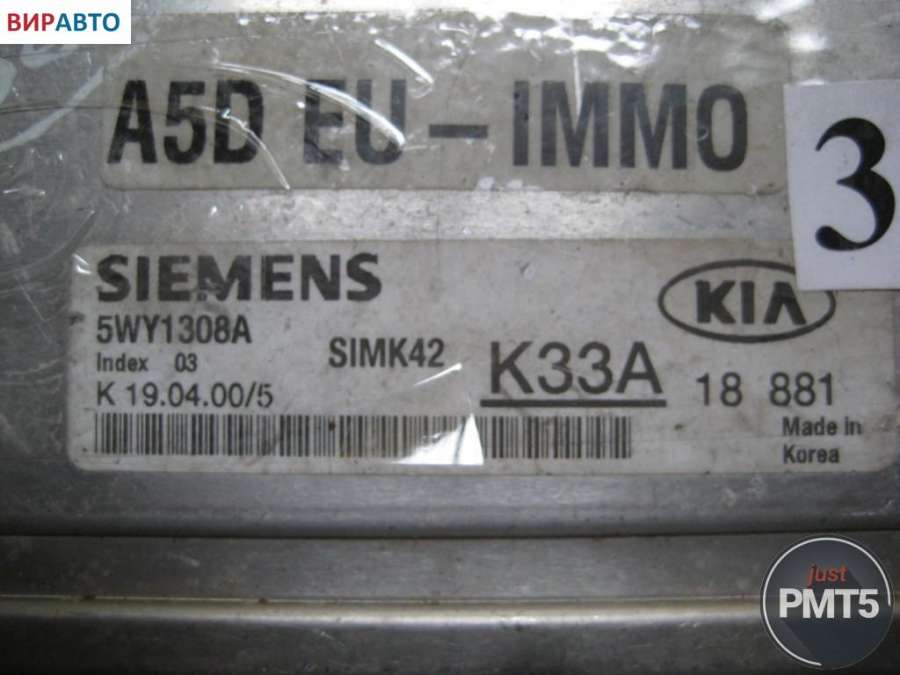 ВИРАВТО
A5D EU-IMMO
3
SIEMENS
KIA
5WY1308A
SIMK42
K33A
18 881
Index 03
K 19.04.00/5
Made in
Korea
just
PMT5